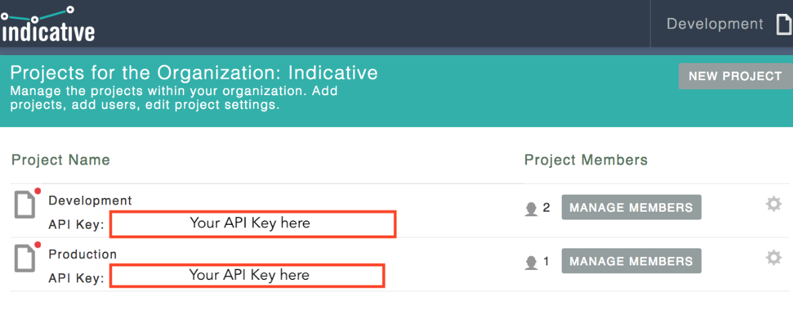 indicative
Development
Projects for the Organization: Indicative
Manage the projects within your organization. Add
projects, add users, edit project settings.
NEW PROJECT
Project Name
Project Members
Development
API Key: Your API Key here
2 MANAGE MEMBERS
Production
API Key: Your API Key here
1 MANAGE MEMBERS